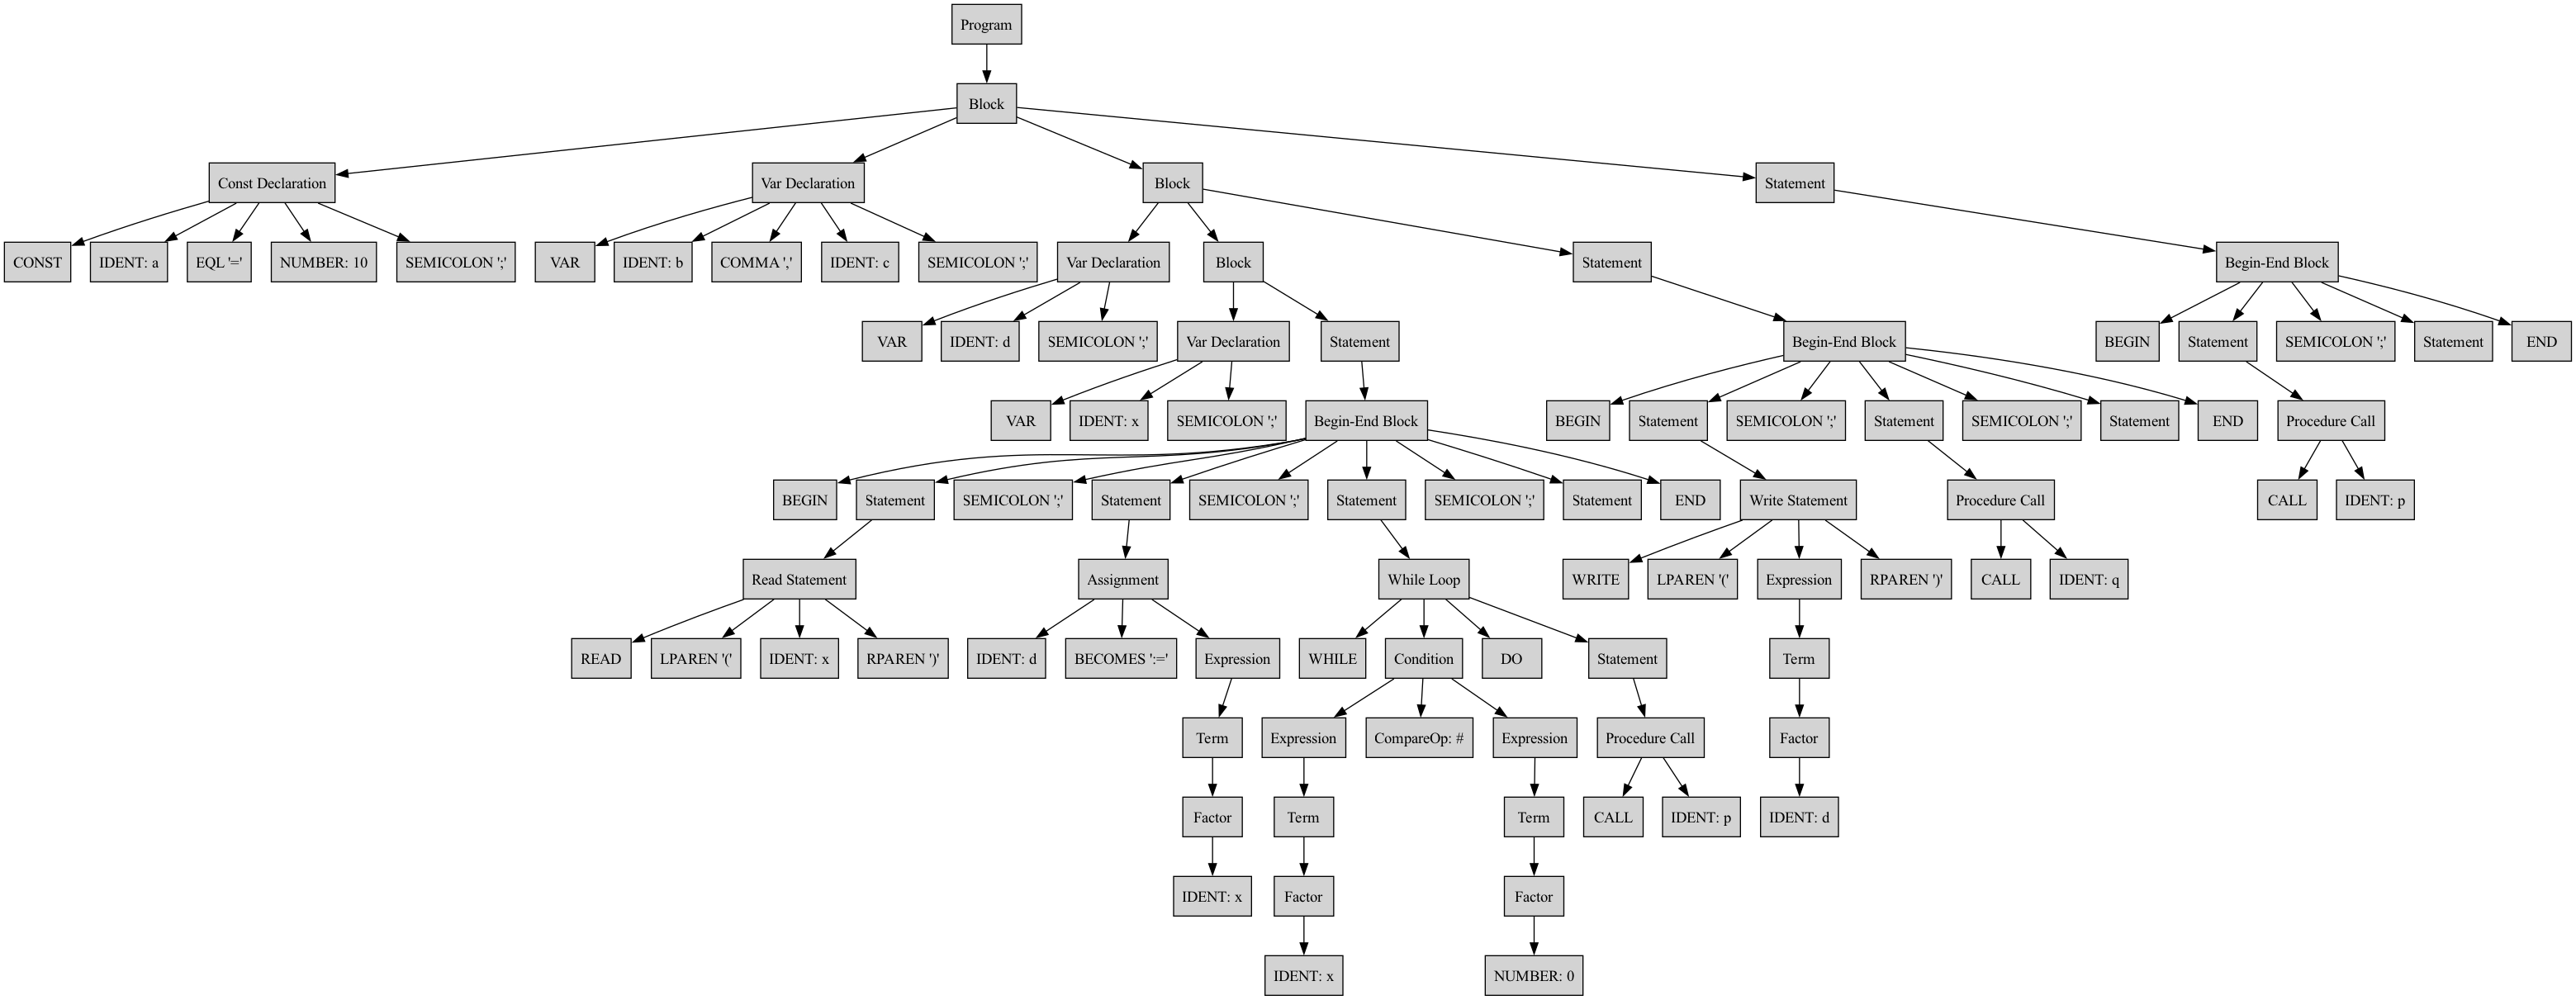 Program
Block
Const Declaration
Var Declaration
Block
Statement
CONST
IDENT: a
EQL '='
NUMBER: 10
SEMICOLON ';'
VAR
IDENT: b
COMMA ','
IDENT: c
SEMICOLON ';'
Var Declaration
Block
Statement
Begin-End Block
VAR
IDENT: d
SEMICOLON ';'
Var Declaration
Statement
Begin-End Block
BEGIN
Statement
SEMICOLON ';'
Statement
END
VAR
IDENT: x
SEMICOLON ';'
Begin-End Block
BEGIN
Statement
SEMICOLON ';'
Statement
SEMICOLON ';'
Statement
END
Procedure Call
BEGIN
Statement
SEMICOLON ';'
Statement
SEMICOLON ';'
Statement
SEMICOLON ';'
Statement
END
Write Statement
Procedure Call
CALL
IDENT: p
Read Statement
Assignment
While Loop
WRITE
LPAREN '('
Expression
RPAREN ')'
CALL
IDENT: q
READ
LPAREN '('
IDENT: x
RPAREN ')'
IDENT: d
BECOMES ':='
Expression
WHILE
Condition
DO
Statement
Term
Term
Expression
CompareOp: #
Expression
Procedure Call
Factor
Factor
Term
Term
CALL
IDENT: p
IDENT: d
IDENT: x
Factor
Factor
IDENT: x
NUMBER: 0